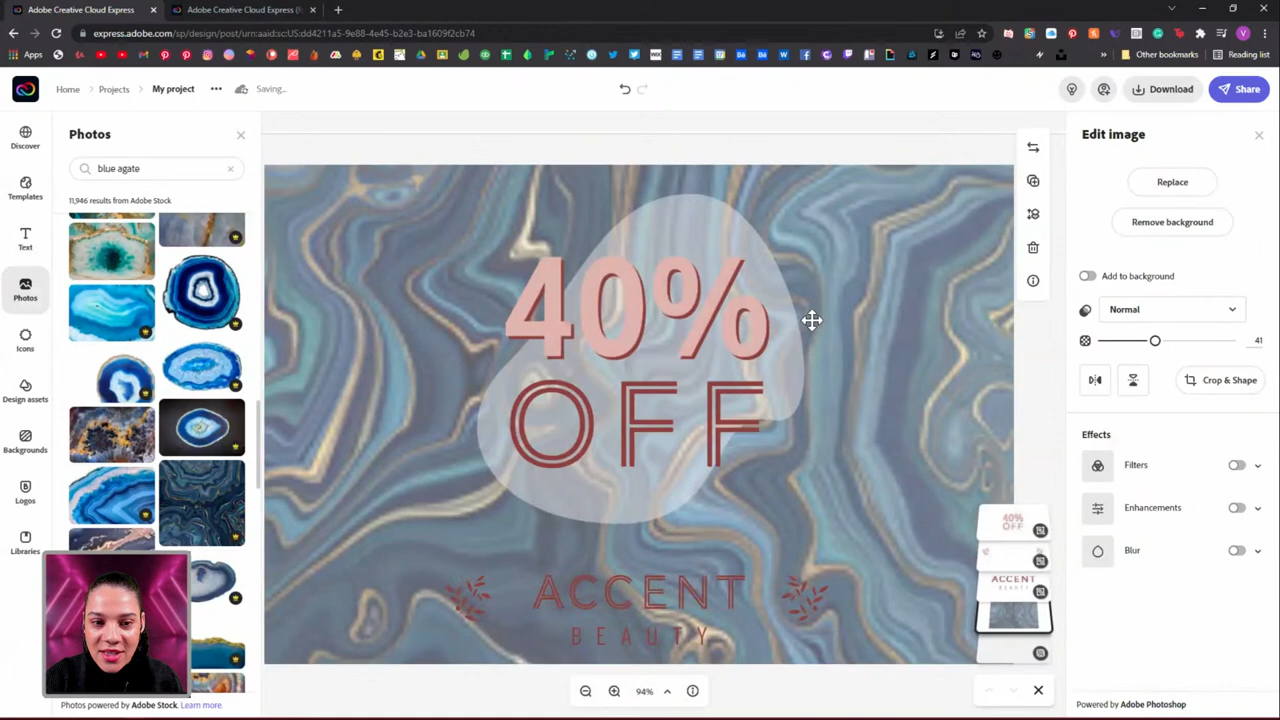 Adobe Creative Cloud Express
Adobe Creative Cloud Express (
express.adobe.com/sp/design/post/urn:aaid:sc:US:dd4211a5-9e88-4e45-b2e3-ba1609f2cb74
Apps
Other bookmarks
Reading list
Home
Projects
My project
Saving...
Download
Share
Discover
Templates
Text
Photos
Icons
Design assets
Backgrounds
Logos
Libraries
Photos
blue agate
11,946 results from Adobe Stock
Photos powered by Adobe Stock. Learn more.
40%
OFF
ACCENT
BEAUTY
40%
OFF
ACCENT
BEAUTY
94%
Edit image
Replace
Remove background
Add to background
Normal
41
Crop & Shape
Effects
Filters
Enhancements
Blur
Powered by Adobe Photoshop